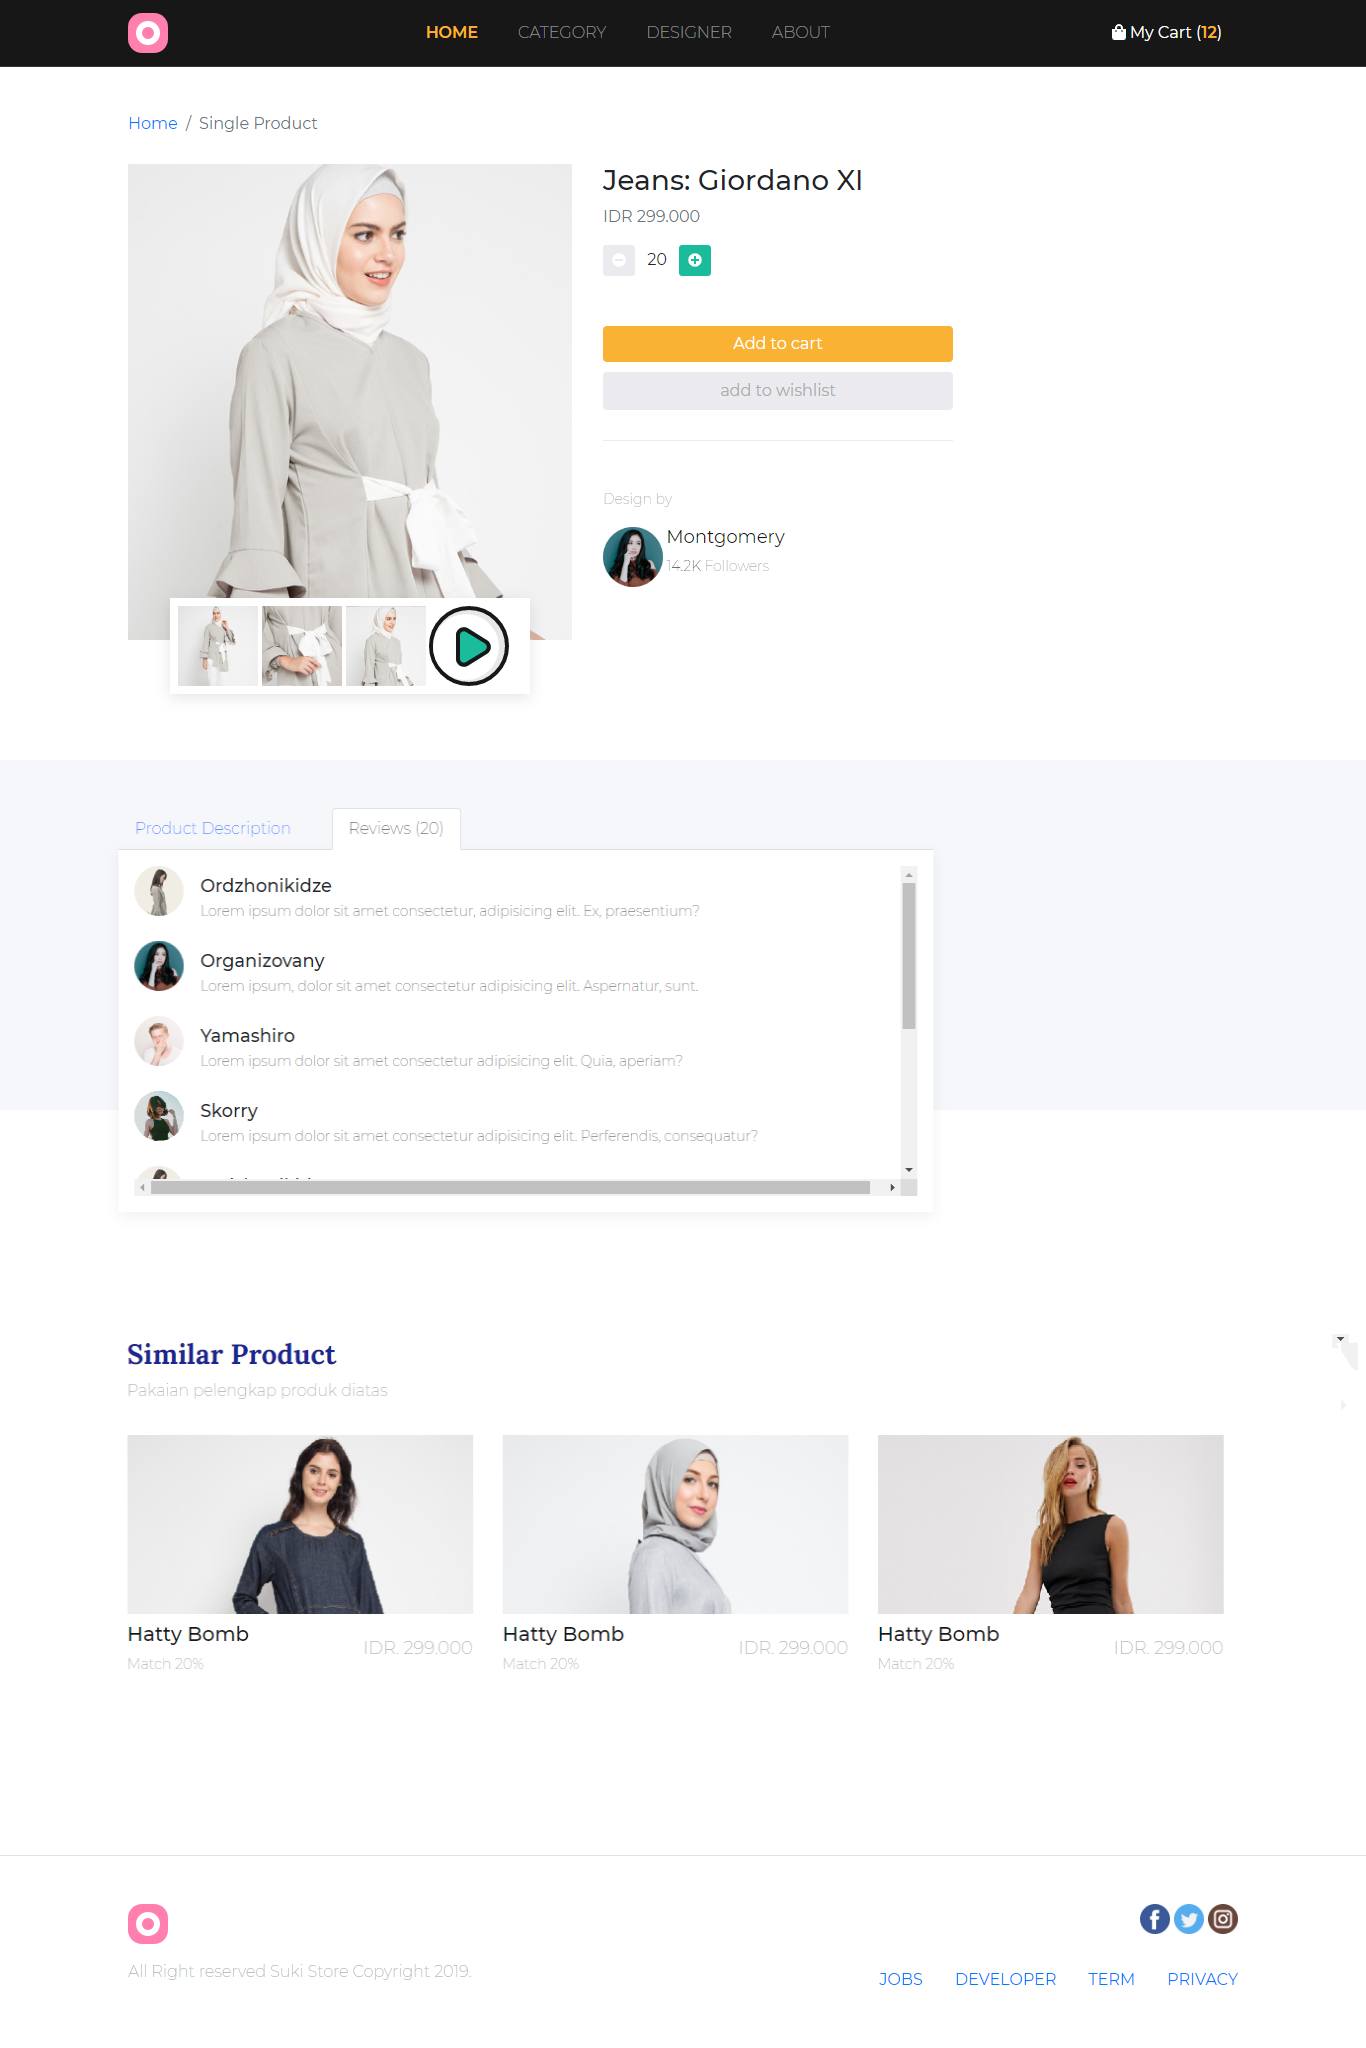 HOME CATEGORY DESIGNER ABOUT My Cart (12)
Home / Single Product
Jeans: Giordano XI
IDR 299.000
20
Add to cart
add to wishlist
Design by
Montgomery
14.2K Followers
Product Description Reviews (20)
Ordzhonikidze
Lorem ipsum dolor sit amet consectetur, adipisicing elit. Ex, praesentium?
Organizovany
Lorem ipsum, dolor sit amet consectetur adipisicing elit. Aspernatur, sunt.
Yamashiro
Lorem ipsum dolor sit amet consectetur adipisicing elit. Quia, aperiam?
Skorry
Lorem ipsum dolor sit amet consectetur adipisicing elit. Perferendis, consequatur?
Similar Product
Pakaian pelengkap produk diatas
Hatty Bomb
Match 20%
IDR. 299.000
Hatty Bomb
Match 20%
IDR. 299.000
Hatty Bomb
Match 20%
IDR. 299.000
All Right reserved Suki Store Copyright 2019.
JOBS DEVELOPER TERM PRIVACY